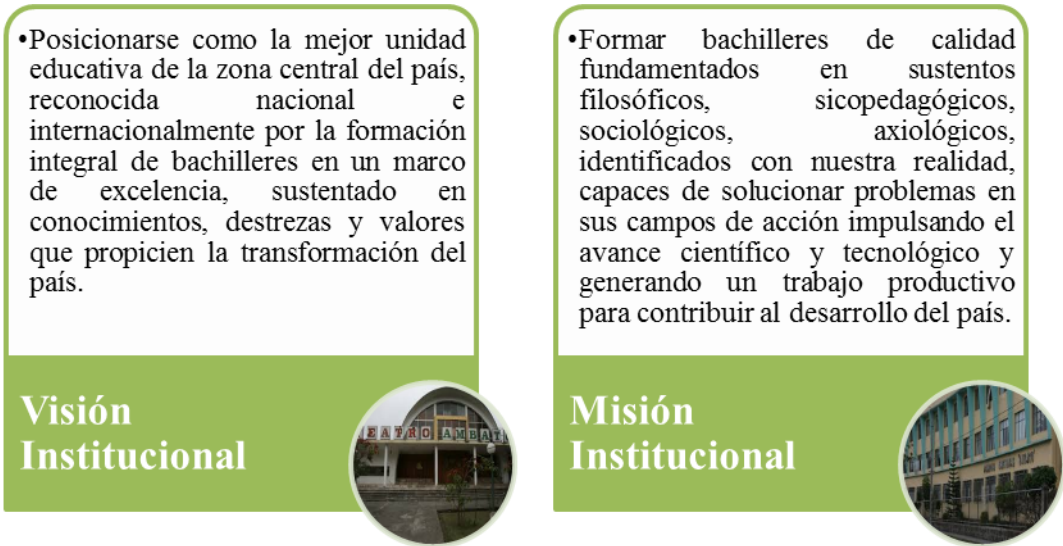 •Posicionarse como la mejor unidad
educativa de la zona central del país,
reconocida nacional e
internacionalmente por la formación
integral de bachilleres en un marco
de excelencia, sustentado en
conocimientos, destrezas y valores
que propicien la transformación del
país.
Visión
Institucional
EATRO AMBAT
•Formar bachilleres de calidad
fundamentados en sustentos
filosóficos, sicopedagógicos,
sociológicos, axiológicos,
identificados con nuestra realidad,
capaces de solucionar problemas en
sus campos de acción impulsando el
avance científico y tecnológico y
generando un trabajo productivo
para contribuir al desarrollo del país.
Misión
Institucional